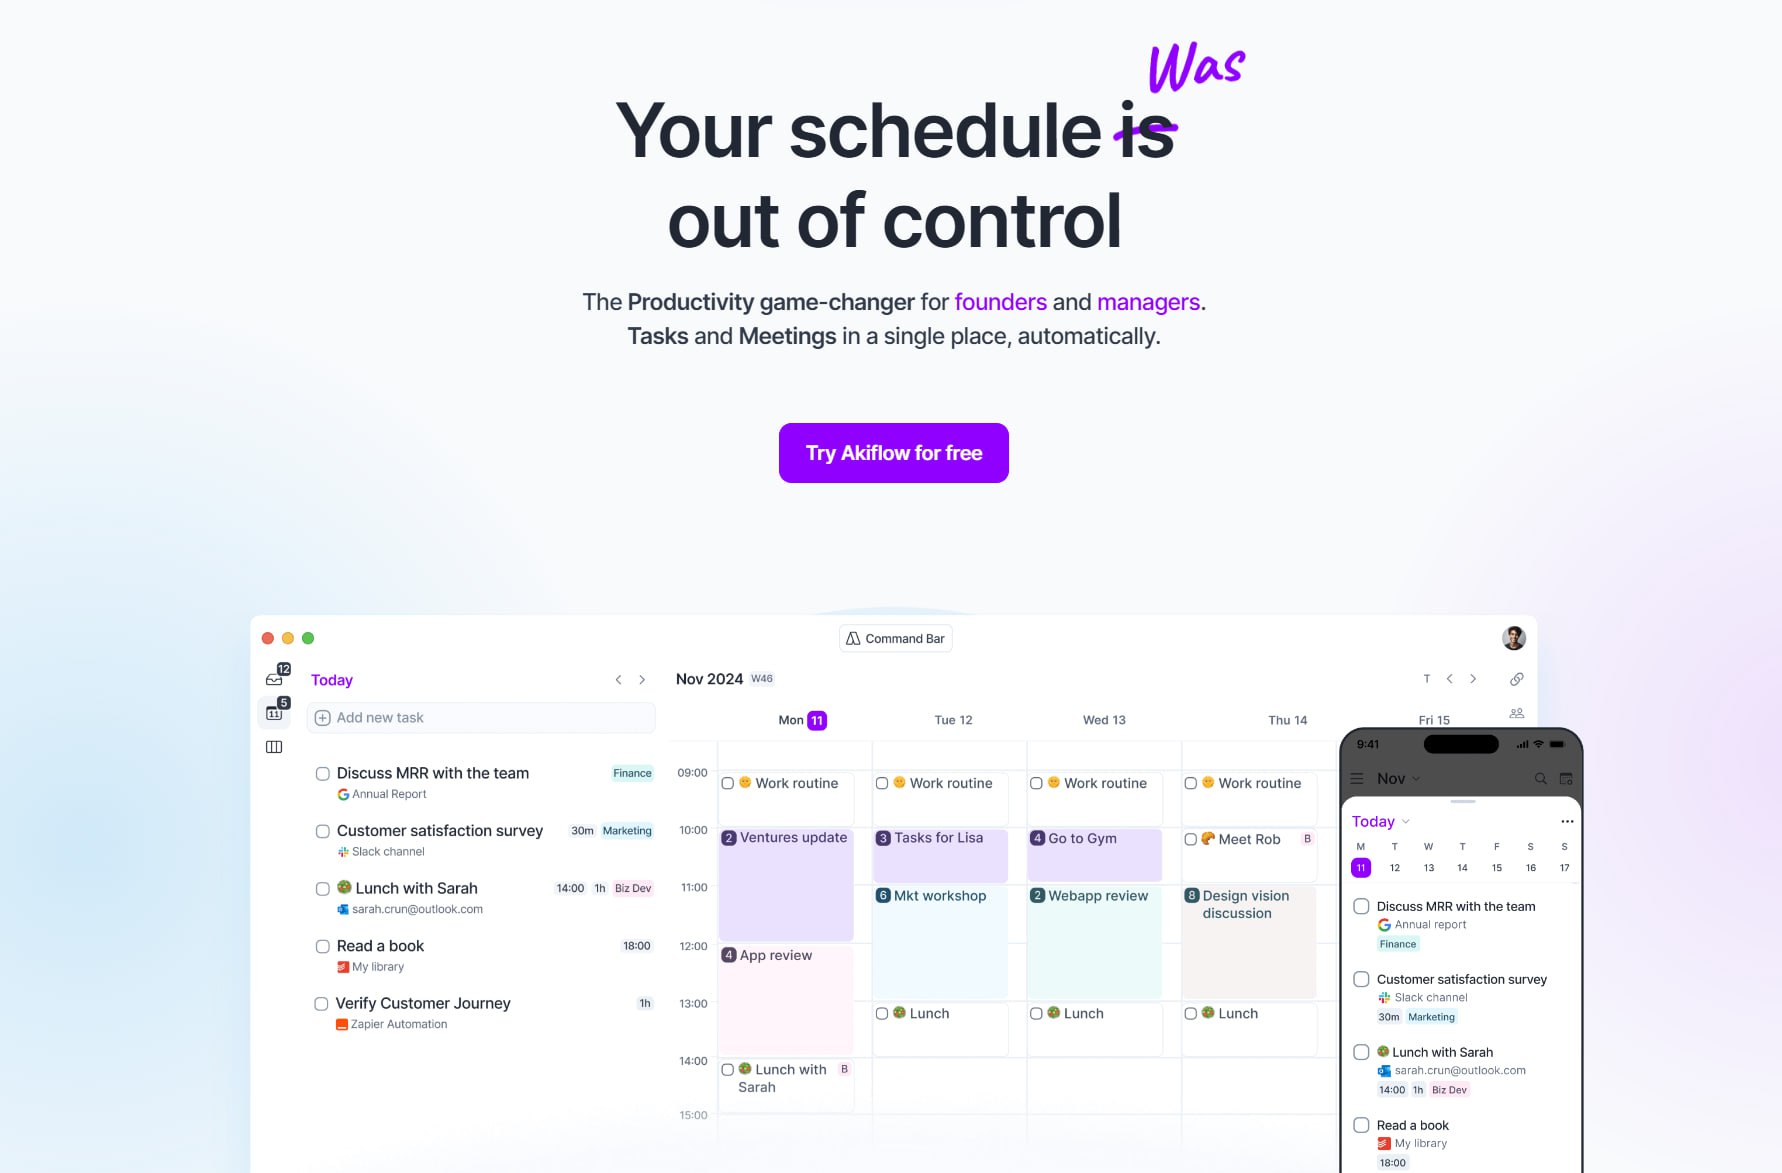 Was
Your schedule is
out of control
The Productivity game-changer for founders and managers.
Tasks and Meetings in a single place, automatically.
Try Akiflow for free
Command Bar
12
5
11
Today
Add new task
Discuss MRR with the team Finance
Annual Report
Customer satisfaction survey 30m Marketing
Slack channel
Lunch with Sarah 14:00 1h Biz Dev
sarah.crun@outlook.com
Read a book 18:00
My library
Verify Customer Journey 1h
Zapier Automation
Nov 2024 W46 T
Mon 11 Tue 12 Wed 13 Thu 14 Fri 15
09:00 Work routine Work routine Work routine Work routine
10:00 2 Ventures update 3 Tasks for Lisa 4 Go to Gym Meet Rob B
11:00 6 Mkt workshop 2 Webapp review 8 Design vision
discussion
12:00 4 App review
13:00 Lunch Lunch Lunch
14:00 Lunch with B
Sarah
15:00
9:41
Nov
Today
M T W T F S S
11 12 13 14 15 16 17
Discuss MRR with the team
Annual report
Finance
Customer satisfaction survey
Slack channel
30m Marketing
Lunch with Sarah
sarah.crun@outlook.com
14:00 1h Biz Dev
Read a book
My library
18:00